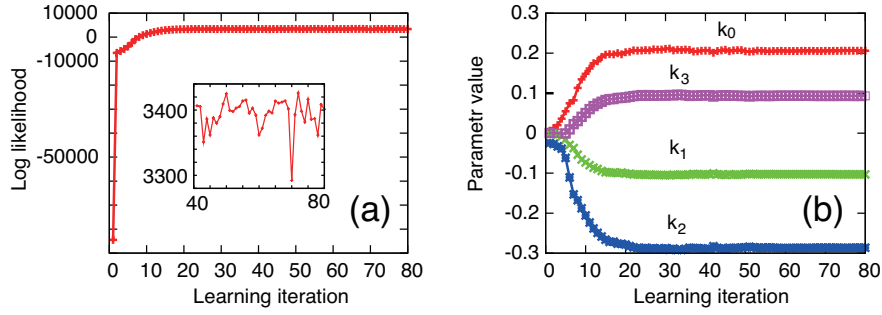 10000
0
-10000
-50000
Log likelihood
3400
3300
40
60
80
(a)
0 10 20 30 40 50 60 70 80
Learning iteration
0.3
0.2
0.1
0
-0.1
-0.2
-0.3
Parametr value
k0
k3
k1
k2
(b)
0 10 20 30 40 50 60 70 80
Learning iteration